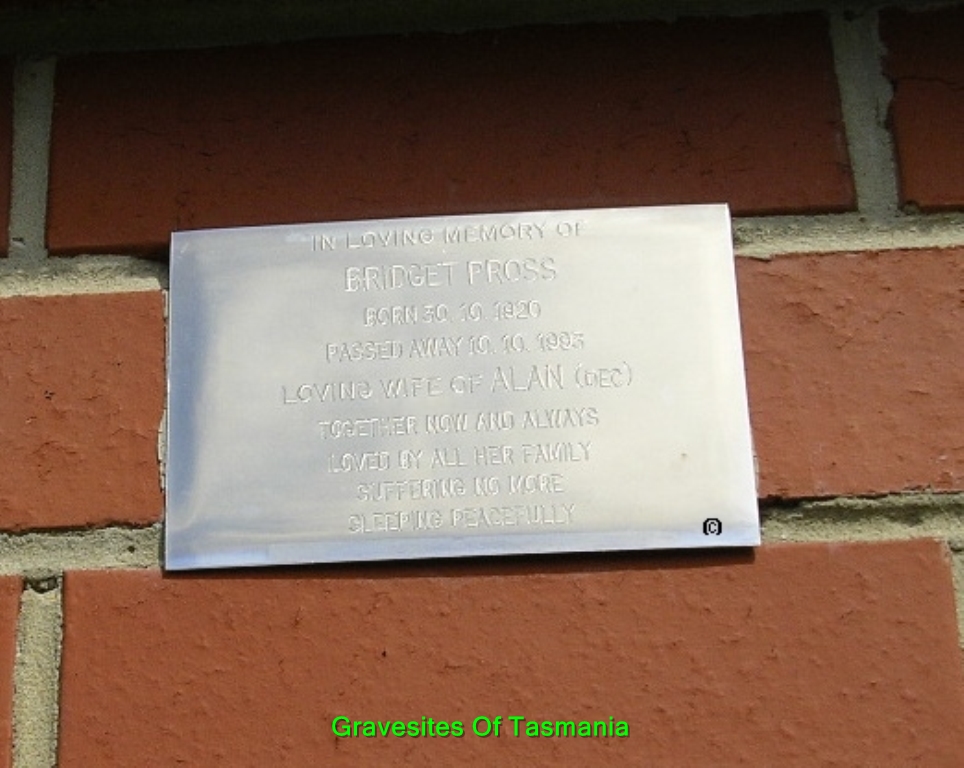 IN LOVING MEMORY OF
BRIDGET PROSS
BORN 30.10.1920
PASSED AWAY 10.10.1993
LOVING WIFE OF ALAN (DEC)
TOGETHER NOW AND ALWAYS
LOVED BY ALL HER FAMILY
SUFFERING NO MORE
SLEEPING PEACEFULLY
©
Gravesites Of Tasmania